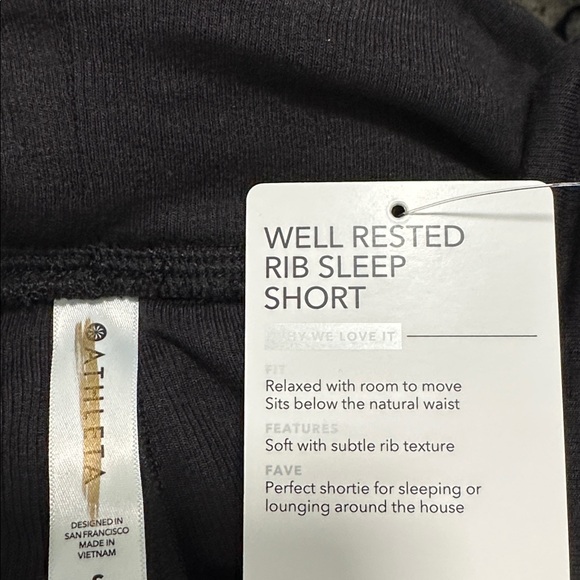 WELL RESTED
RIB SLEEP
SHORT
WHY WE LOVE IT
FIT
Relaxed with room to move
Sits below the natural waist
FEATURES
Soft with subtle rib texture
FAVE
Perfect shortie for sleeping or
lounging around the house
ATHLETA
DESIGNED IN
SAN FRANCISCO
MADE IN
VIETNAM